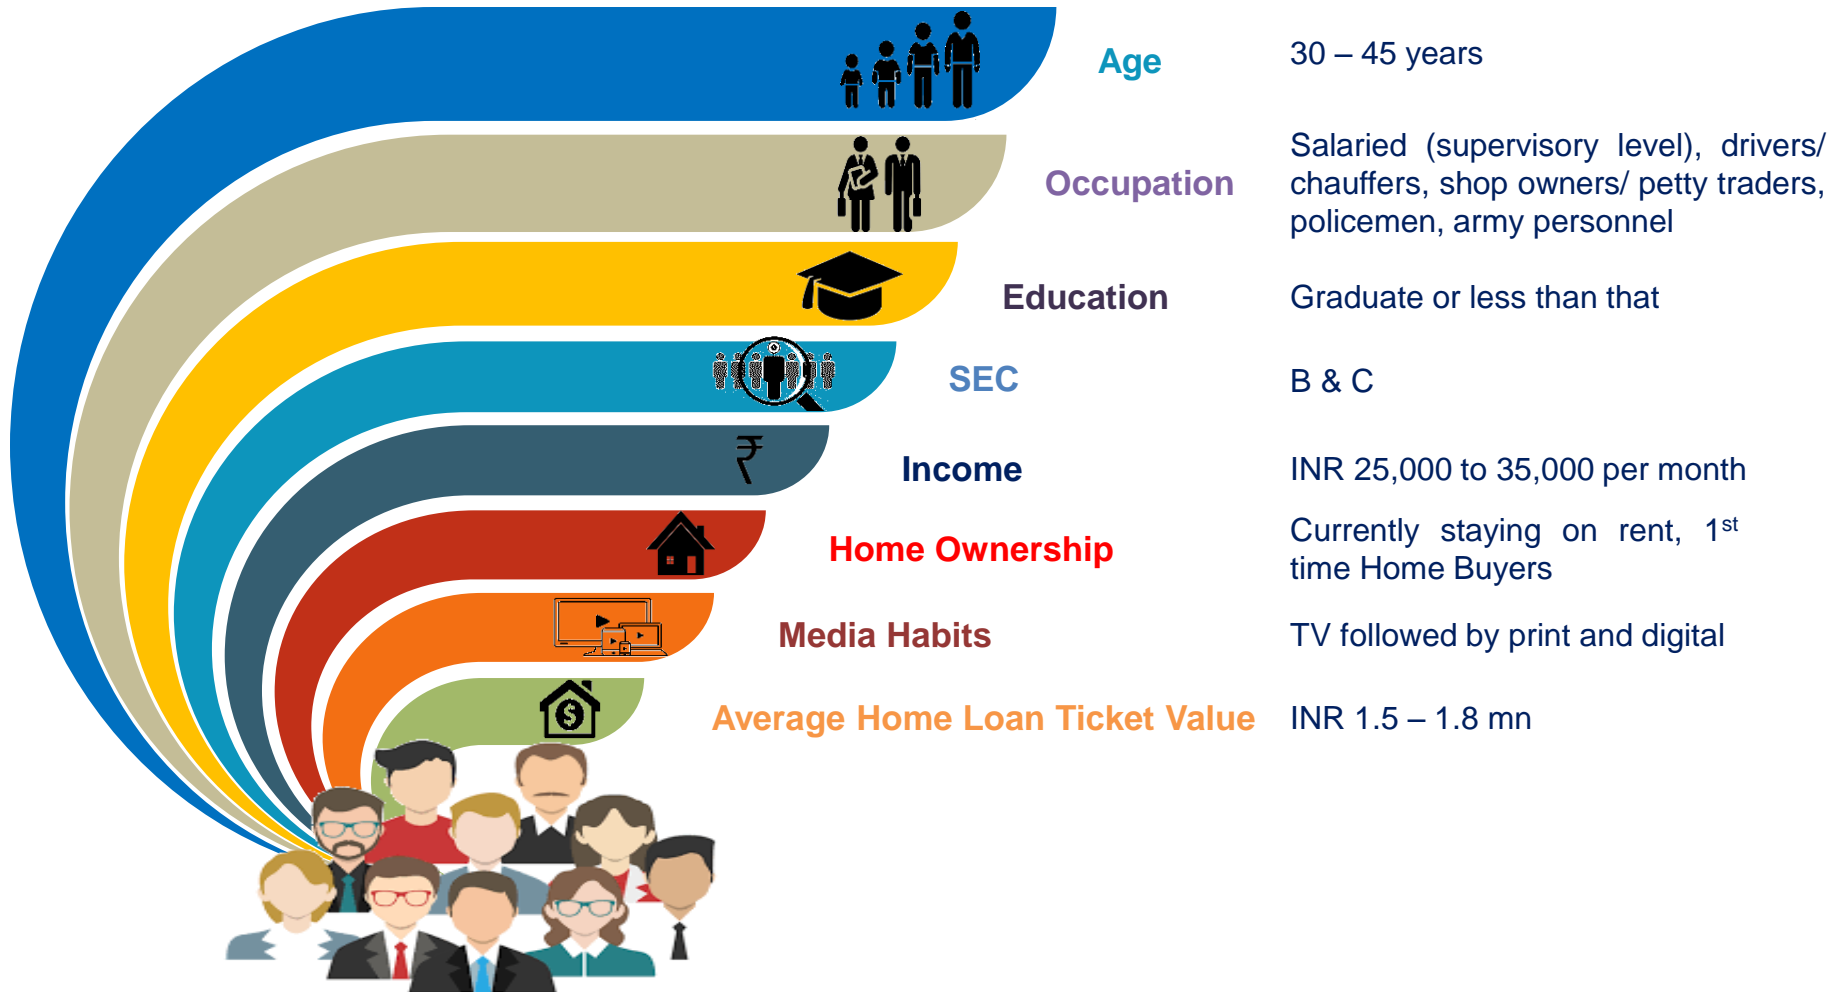 Age
30 – 45 years
Occupation
Salaried (supervisory level), drivers/
chauffers, shop owners/ petty traders,
policemen, army personnel
Education
Graduate or less than that
SEC
B & C
₹
Income
INR 25,000 to 35,000 per month
Home Ownership
Currently staying on rent, 1st
time Home Buyers
Media Habits
TV followed by print and digital
$
Average Home Loan Ticket Value
INR 1.5 – 1.8 mn